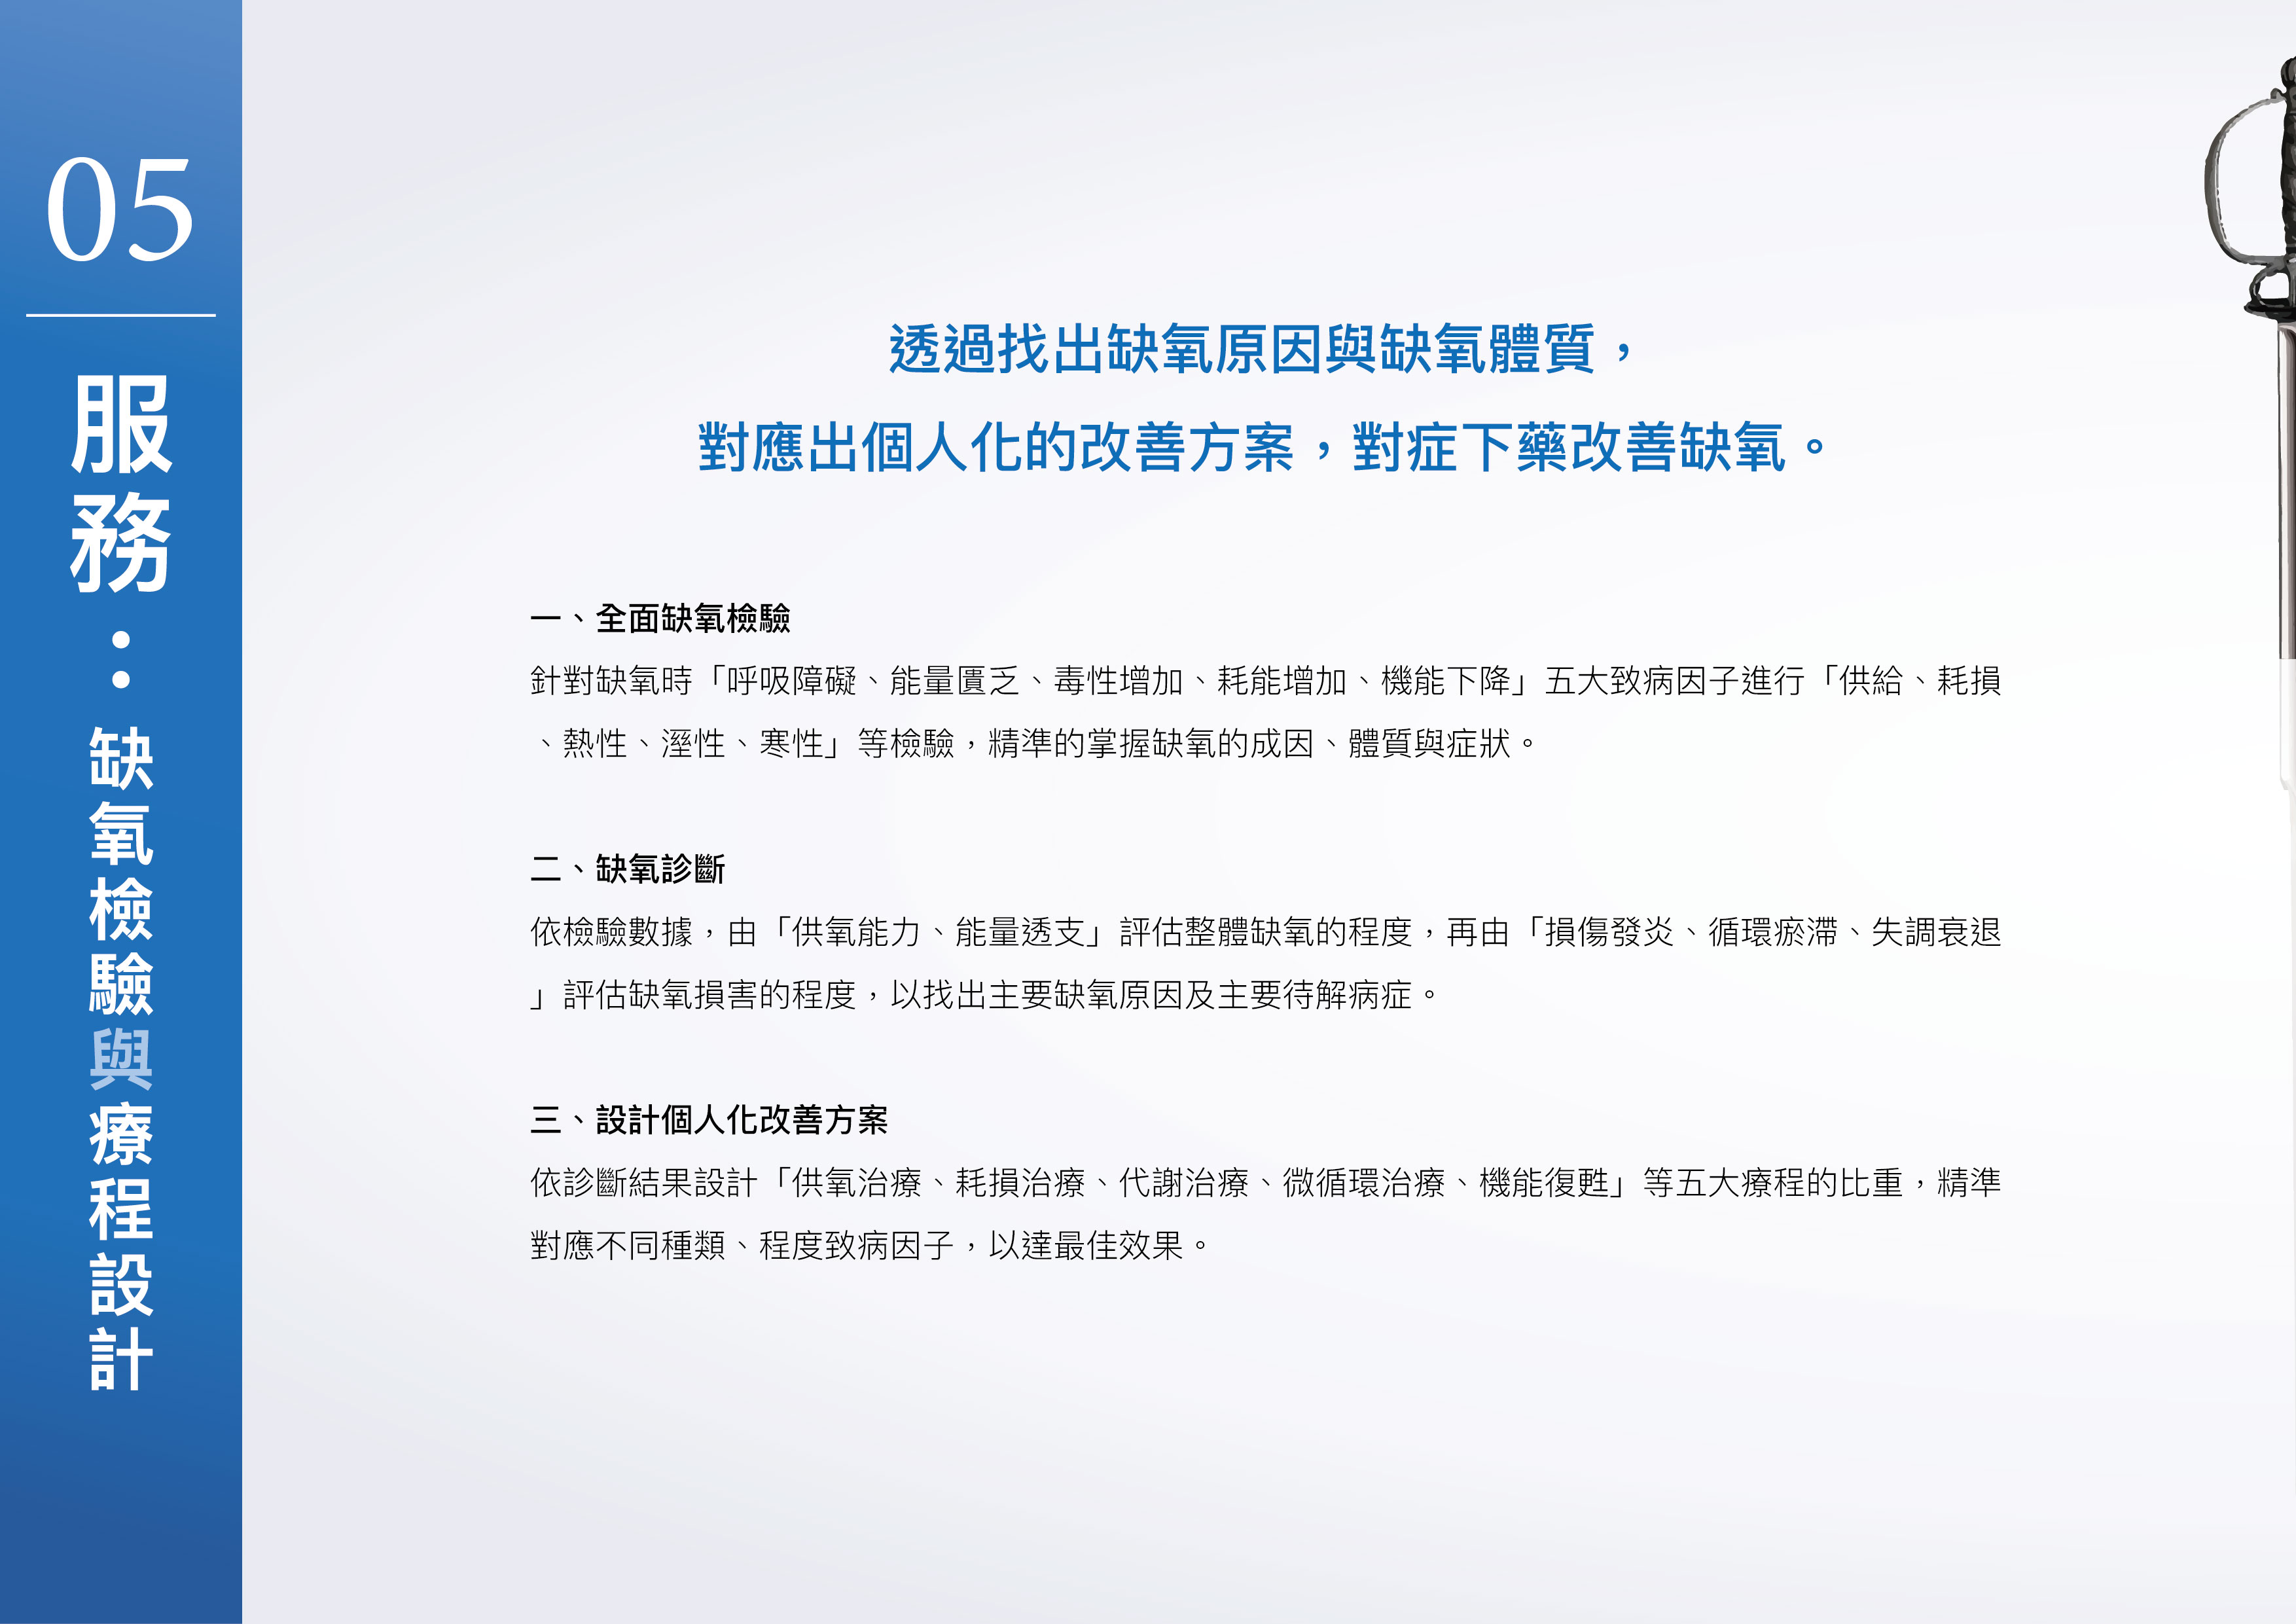 05
服務：缺氧檢驗與療程設計
透過找出缺氧原因與缺氧體質，
對應出個人化的改善方案，對症下藥改善缺氧。
一、全面缺氧檢驗
針對缺氧時「呼吸障礙、能量匱乏、毒性增加、耗能增加、機能下降」五大致病因子進行「供給、耗損
、熱性、溼性、寒性」等檢驗，精準的掌握缺氧的成因、體質與症狀。
二、缺氧診斷
依檢驗數據，由「供氧能力、能量透支」評估整體缺氧的程度，再由「損傷發炎、循環瘀滯、失調衰退
」評估缺氧損害的程度，以找出主要缺氧原因及主要待解病症。
三、設計個人化改善方案
依診斷結果設計「供氧治療、耗損治療、代謝治療、微循環治療、機能復甦」等五大療程的比重，精準
對應不同種類、程度致病因子，以達最佳效果。